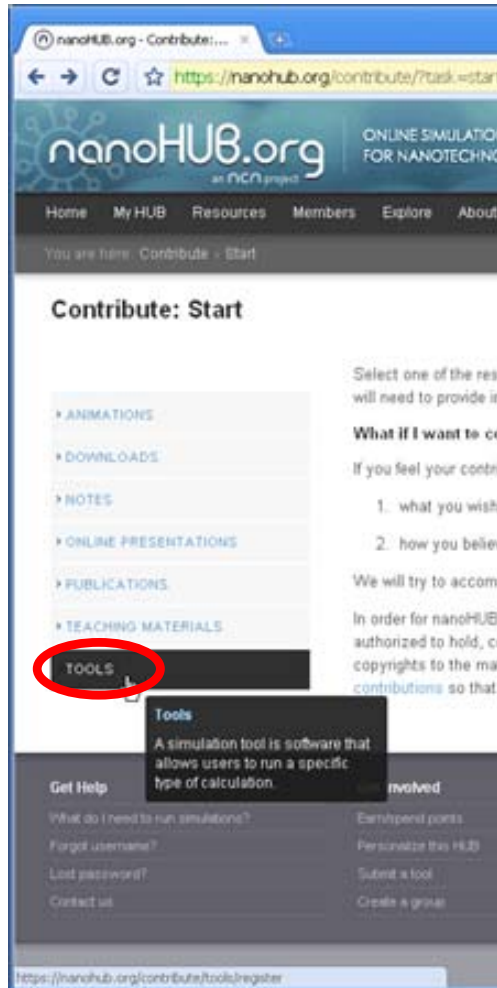 nanoHUB.org - Contribute:...
https://nanohub.org/contribute/?task=star
nanoHUB.org
an ncn project
ONLINE SIMULATIO
FOR NANOTECHNO
Home My HUB Resources Members Explore About
You are here: Contribute › Start
Contribute: Start
ANIMATIONS
DOWNLOADS
NOTES
ONLINE PRESENTATIONS
PUBLICATIONS
TEACHING MATERIALS
TOOLS
Select one of the res
will need to provide i
What if I want to c
If you feel your contri
1. what you wish
2. how you believ
We will try to accom
In order for nanoHUB
authorized to hold, c
copyrights to the ma
contributions so that
Tools
A simulation tool is software that
allows users to run a specific
type of calculation.
Get Help
What do I need to run simulations?
Forgot username?
Lost password?
Contact us
nvolved
Earn/spend points
Personalize this HUB
Submit a tool
Create a group
https://nanohub.org/contribute/tools/register